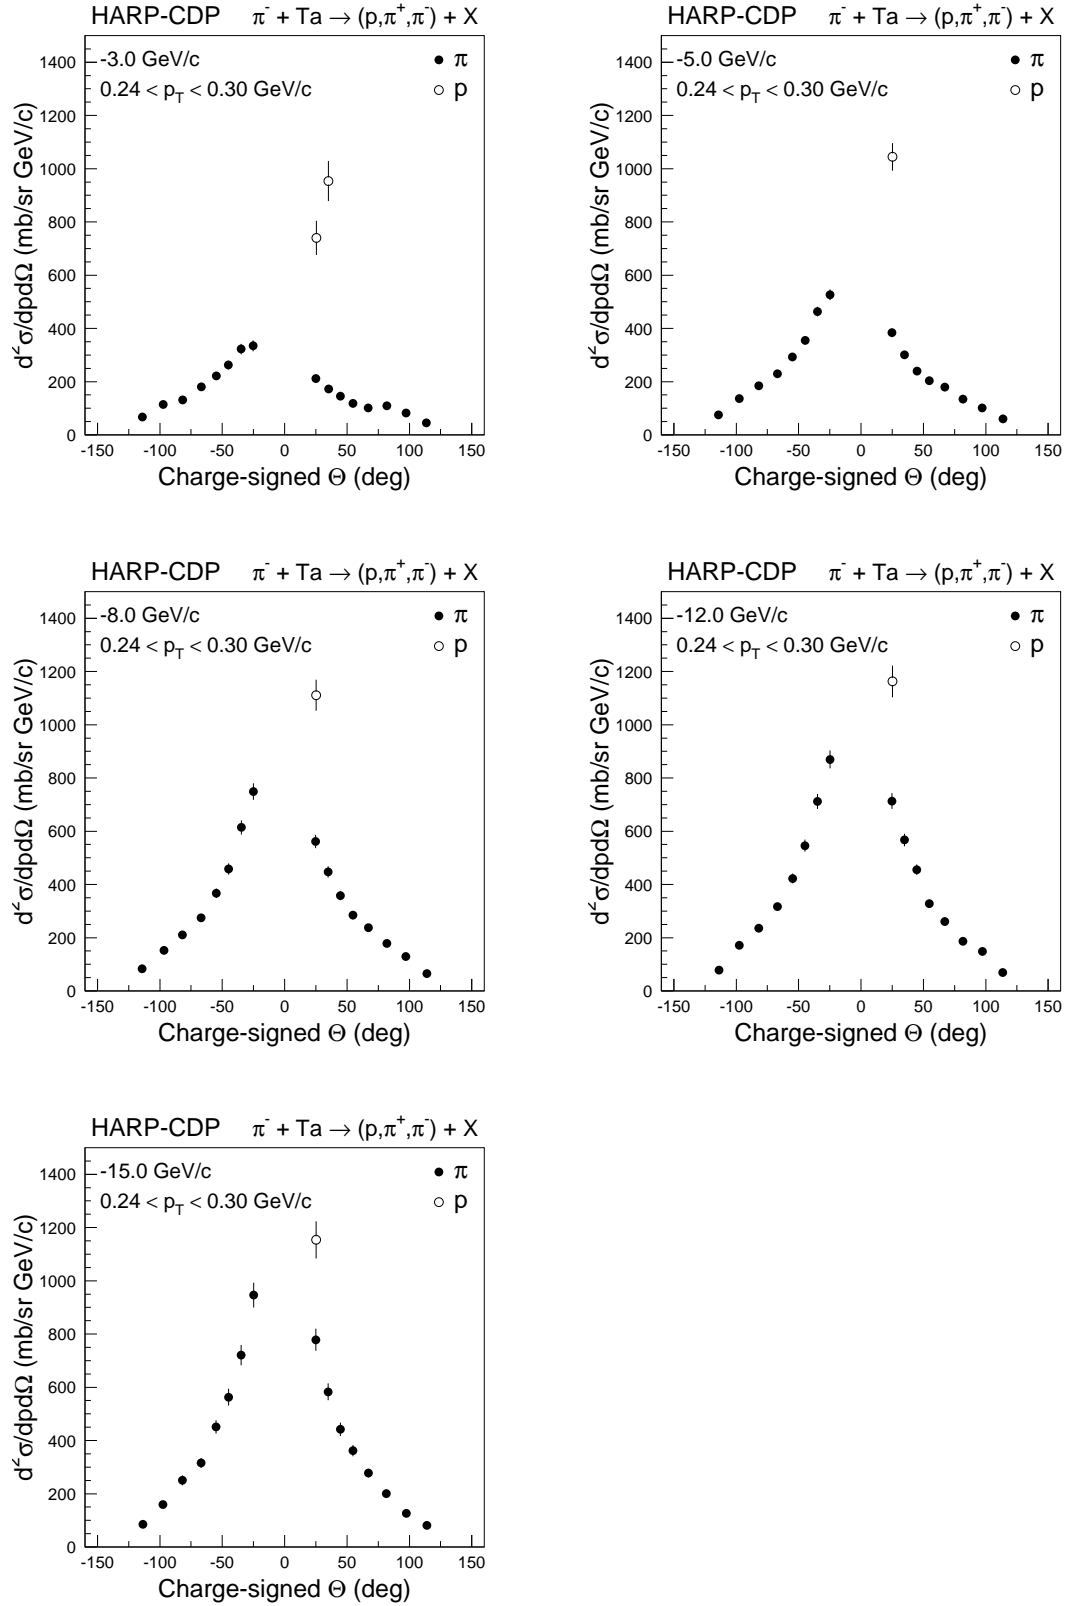 HARP-CDP π⁻ + Ta → (p,π⁺,π⁻) + X
-3.0 GeV/c
0.24 < p_T < 0.30 GeV/c
π
p
d²σ/dpdΩ (mb/sr GeV/c)
1400
1200
1000
800
600
400
200
0
-150 -100 -50 0 50 100 150
Charge-signed Θ (deg)
HARP-CDP π⁻ + Ta → (p,π⁺,π⁻) + X
-5.0 GeV/c
0.24 < p_T < 0.30 GeV/c
π
p
d²σ/dpdΩ (mb/sr GeV/c)
1400
1200
1000
800
600
400
200
0
-150 -100 -50 0 50 100 150
Charge-signed Θ (deg)
HARP-CDP π⁻ + Ta → (p,π⁺,π⁻) + X
-8.0 GeV/c
0.24 < p_T < 0.30 GeV/c
π
p
d²σ/dpdΩ (mb/sr GeV/c)
1400
1200
1000
800
600
400
200
0
-150 -100 -50 0 50 100 150
Charge-signed Θ (deg)
HARP-CDP π⁻ + Ta → (p,π⁺,π⁻) + X
-12.0 GeV/c
0.24 < p_T < 0.30 GeV/c
π
p
d²σ/dpdΩ (mb/sr GeV/c)
1400
1200
1000
800
600
400
200
0
-150 -100 -50 0 50 100 150
Charge-signed Θ (deg)
HARP-CDP π⁻ + Ta → (p,π⁺,π⁻) + X
-15.0 GeV/c
0.24 < p_T < 0.30 GeV/c
π
p
d²σ/dpdΩ (mb/sr GeV/c)
1400
1200
1000
800
600
400
200
0
-150 -100 -50 0 50 100 150
Charge-signed Θ (deg)